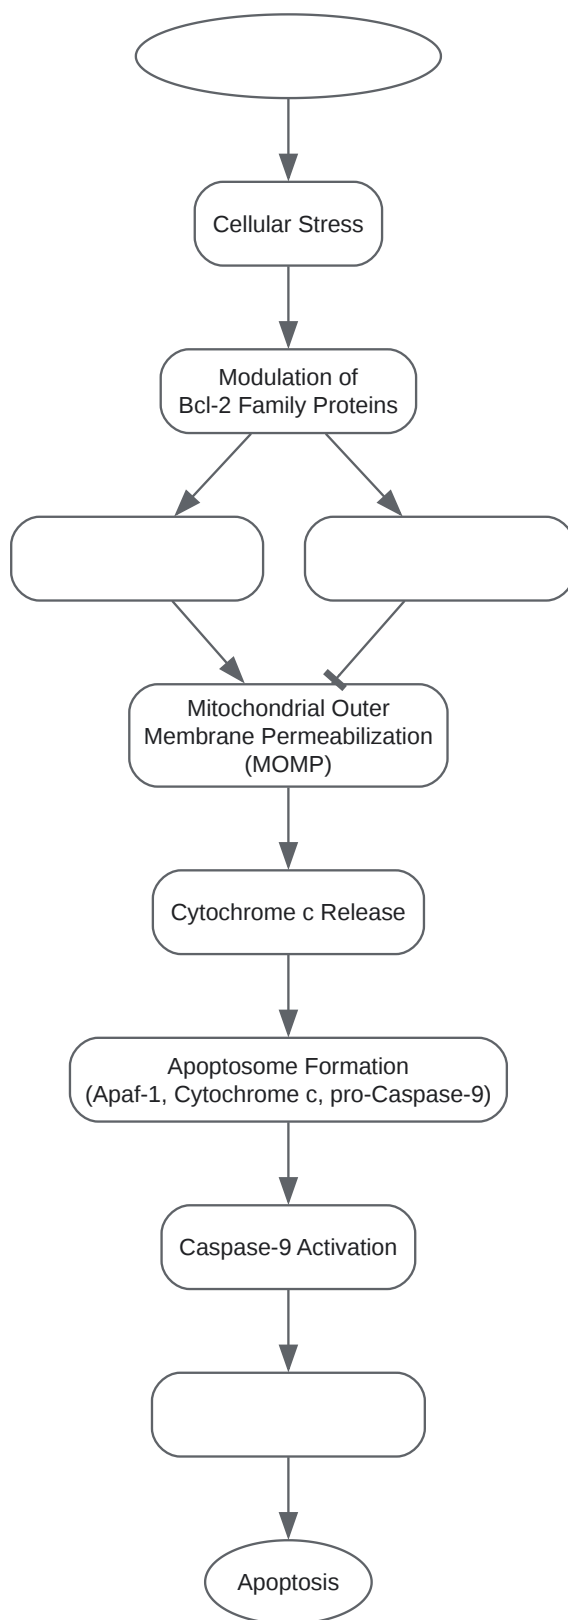 Cellular Stress
Modulation of
Bcl-2 Family Proteins
Mitochondrial Outer
Membrane Permeabilization
(MOMP)
Cytochrome c Release
Apoptosome Formation
(Apaf-1, Cytochrome c, pro-Caspase-9)
Caspase-9 Activation
Apoptosis